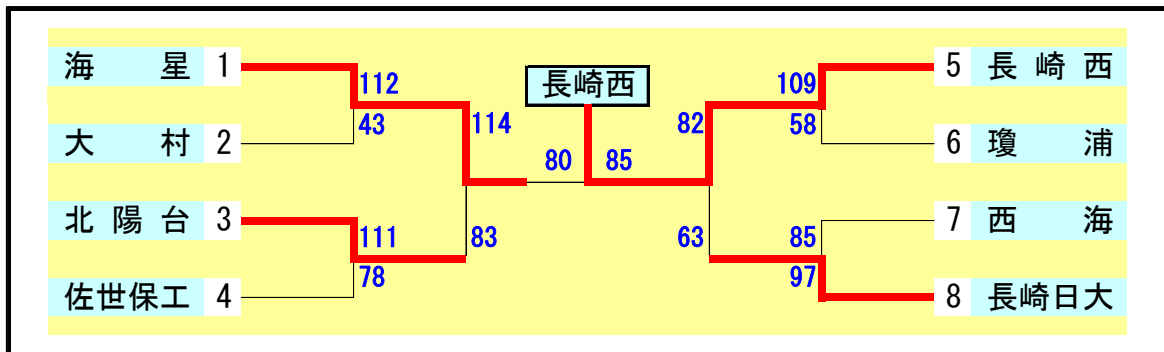 海星 1 112 長崎西 109 5 長崎西
大村 2 43 114 80 85 82 58 6 瓊浦
北陽台 3 111 83 63 85 7 西海
佐世保工 4 78 97 8 長崎日大